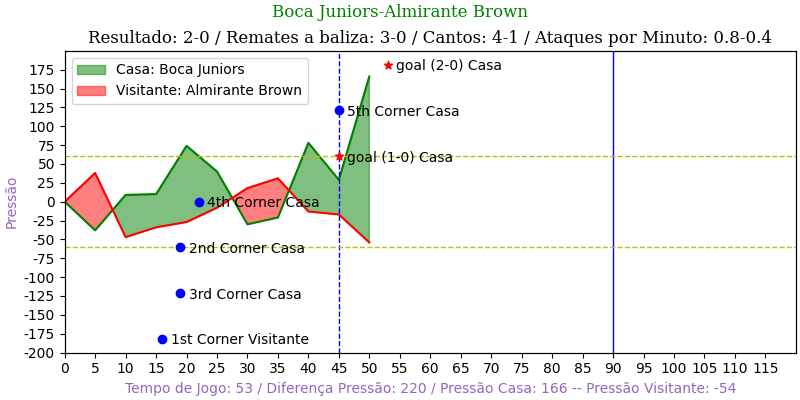 Boca Juniors-Almirante Brown
Resultado: 2-0 / Remates a baliza: 3-0 / Cantos: 4-1 / Ataques por Minuto: 0.8-0.4
Casa: Boca Juniors
Visitante: Almirante Brown
goal (2-0) Casa
5th Corner Casa
goal (1-0) Casa
4th Corner Casa
2nd Corner Casa
3rd Corner Casa
1st Corner Visitante
Pressão
175
150
125
100
75
50
25
0
-25
-50
-75
-100
-125
-150
-175
-200
0 5 10 15 20 25 30 35 40 45 50 55 60 65 70 75 80 85 90 95 100 105 110 115
Tempo de Jogo: 53 / Diferença Pressão: 220 / Pressão Casa: 166 -- Pressão Visitante: -54